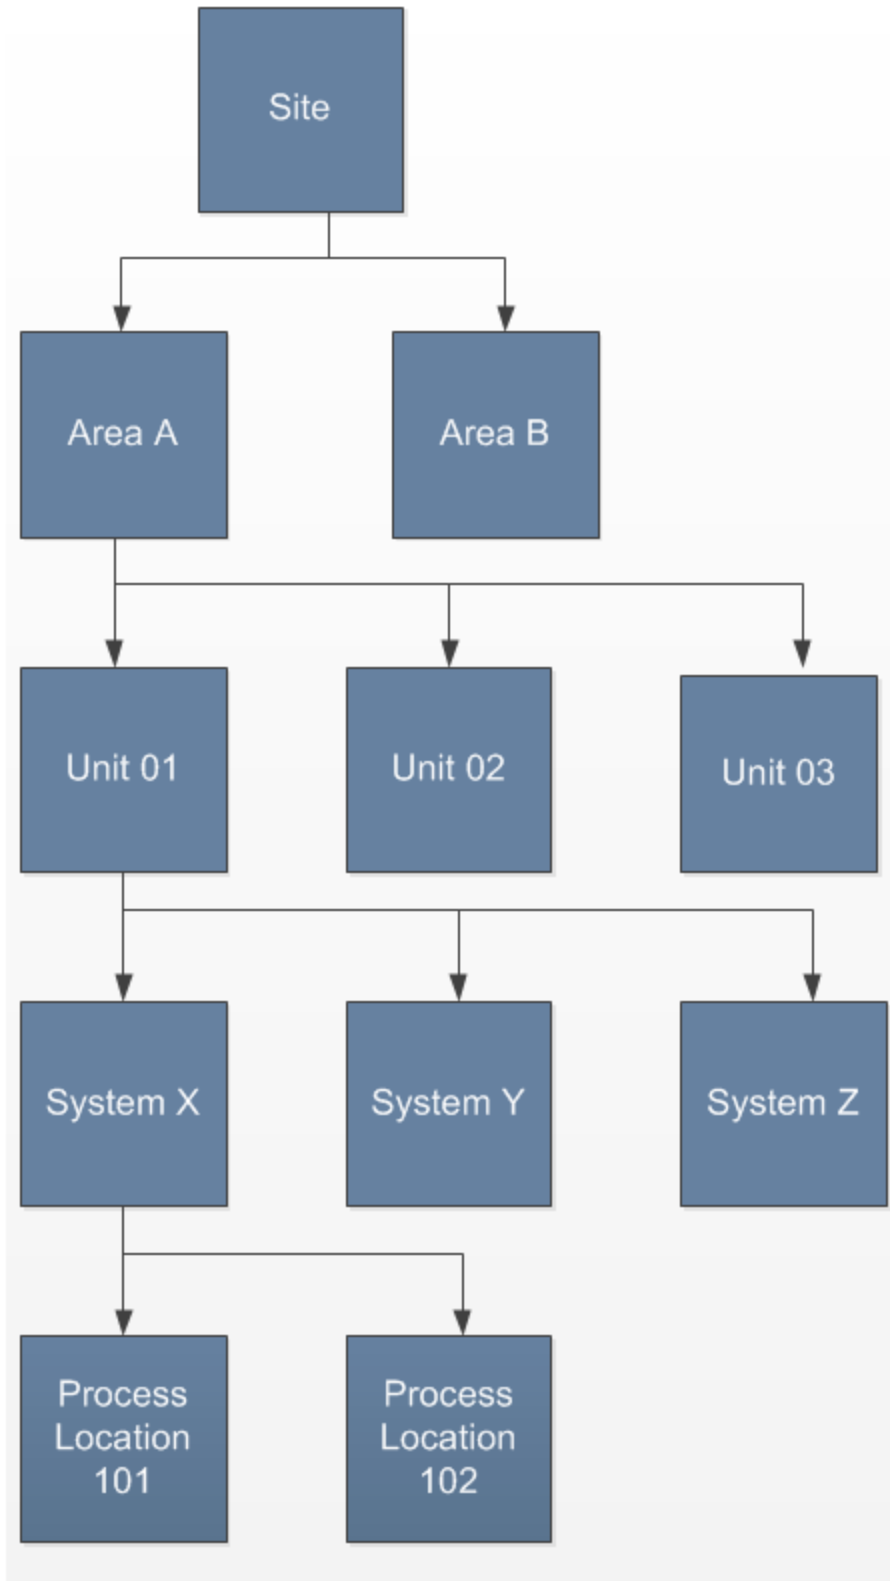 Site
Area A
Area B
Unit 01
Unit 02
Unit 03
System X
System Y
System Z
Process
Location
101
Process
Location
102